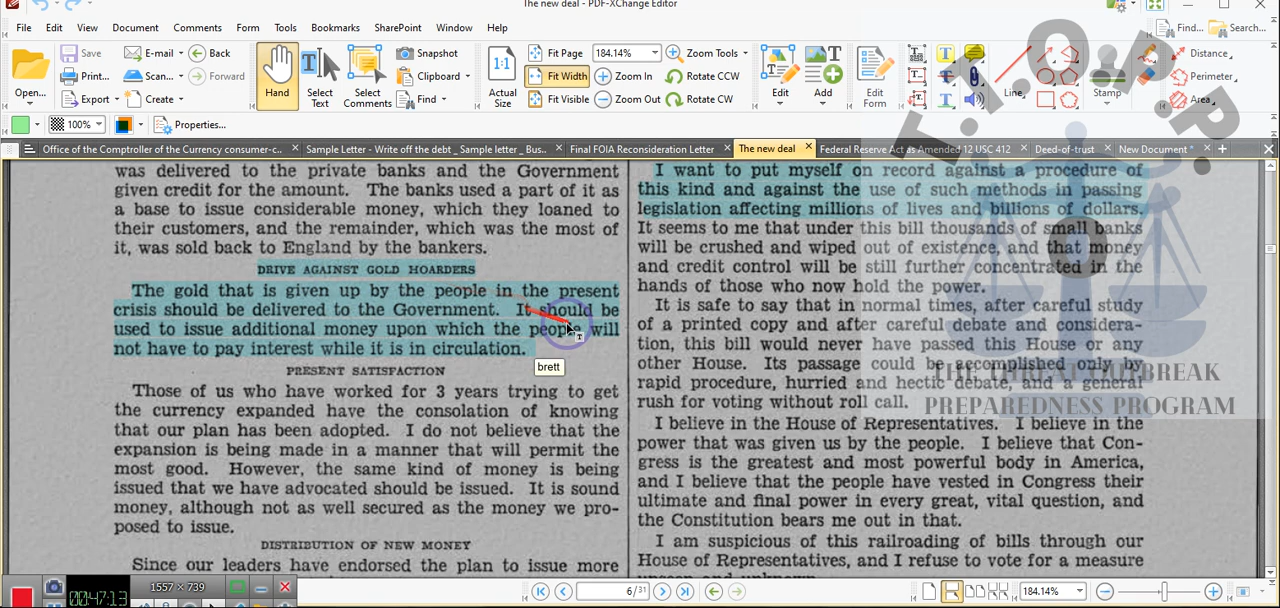 The new deal - PDF-XChange Editor
File Edit View Document Comments Form Tools Bookmarks SharePoint Window Help
Find... Search...
Open... Save Print... Export E-mail Scan... Create Back Forward
Hand Select Text Select Comments Snapshot Clipboard Find
1:1 Actual Size Fit Page Fit Width Fit Visible 184.14% Zoom In Zoom Out Zoom Tools Rotate CCW Rotate CW
Edit Add Edit Form Line Stamp Distance Perimeter Area
100% Properties...
Office of the Comptroller of the Currency consumer-c... Sample Letter - Write off the debt _ Sample letter _ Bus... Final FOIA Reconsideration Letter The new deal Federal Reserve Act as Amended 12 USC 412 Deed-of-trust New Document *
T.T.O.P.P.
was delivered to the private banks and the Government
given credit for the amount. The banks used a part of it as
a base to issue considerable money, which they loaned to
their customers, and the remainder, which was the most of
it, was sold back to England by the bankers.
DRIVE AGAINST GOLD HOARDERS
The gold that is given up by the people in the present
crisis should be delivered to the Government. It should be
used to issue additional money upon which the people will
not have to pay interest while it is in circulation.
brett
PRESENT SATISFACTION
Those of us who have worked for 3 years trying to get
the currency expanded have the consolation of knowing
that our plan has been adopted. I do not believe that the
expansion is being made in a manner that will permit the
most good. However, the same kind of money is being
issued that we have advocated should be issued. It is sound
money, although not as well secured as the money we pro-
posed to issue.
DISTRIBUTION OF NEW MONEY
Since our leaders have endorsed the plan to issue more
I want to put myself on record against a procedure of
this kind and against the use of such methods in passing
legislation affecting millions of lives and billions of dollars.
It seems to me that under this bill thousands of small banks
will be crushed and wiped out of existence, and that money
and credit control will be still further concentrated in the
hands of those who now hold the power.
It is safe to say that in normal times, after careful study
of a printed copy and after careful debate and considera-
tion, this bill would never have passed this House or any
other House. Its passage could be accomplished only by
rapid procedure, hurried and hectic debate, and a general
rush for voting without roll call.
I believe in the House of Representatives. I believe in the
power that was given us by the people. I believe that Con-
gress is the greatest and most powerful body in America,
and I believe that the people have vested in Congress their
ultimate and final power in every great, vital question, and
the Constitution bears me out in that.
I am suspicious of this railroading of bills through our
House of Representatives, and I refuse to vote for a measure
unseen and unknown.
THE THREAT OUTBREAK
PREPAREDNESS PROGRAM
1557 × 739
00:47:13
6 / 31
184.14%